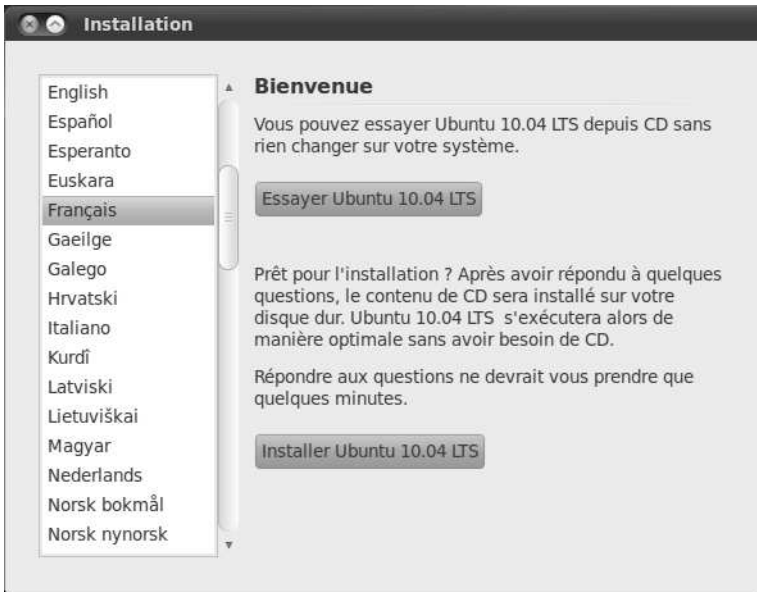 Installation
English
Español
Esperanto
Euskara
Français
Gaeilge
Galego
Hrvatski
Italiano
Kurdî
Latviski
Lietuviškai
Magyar
Nederlands
Norsk bokmål
Norsk nynorsk
Bienvenue
Vous pouvez essayer Ubuntu 10.04 LTS depuis CD sans
rien changer sur votre système.
Essayer Ubuntu 10.04 LTS
Prêt pour l'installation ? Après avoir répondu à quelques
questions, le contenu de CD sera installé sur votre
disque dur. Ubuntu 10.04 LTS  s'exécutera alors de
manière optimale sans avoir besoin de CD.
Répondre aux questions ne devrait vous prendre que
quelques minutes.
Installer Ubuntu 10.04 LTS